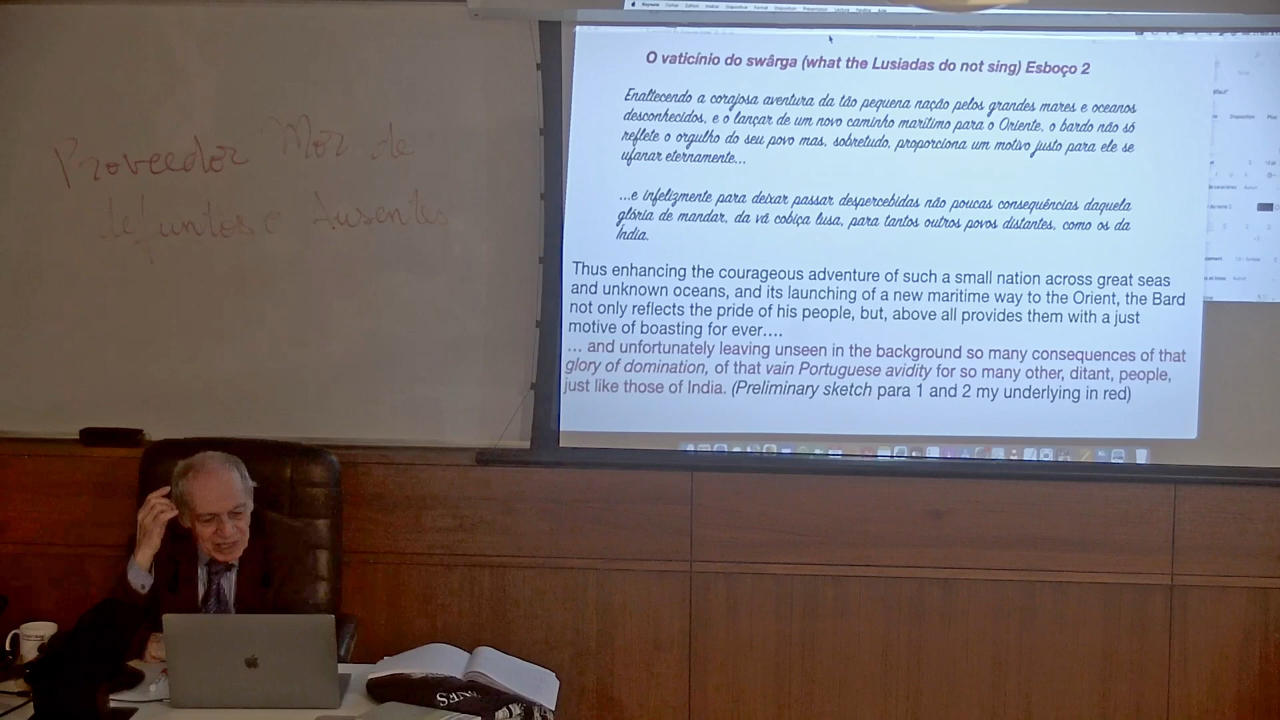 Proveedor Mor de
defuntos e Ausentes
O vaticínio do swârga (what the Lusiadas do not sing) Esboço 2
Enaltecendo a corajosa aventura da tão pequena nação pelos grandes mares e oceanos
desconhecidos, e o lançar de um novo caminho marítimo para o Oriente, o bardo não só
reflete o orgulho do seu povo mas, sobretudo, proporciona um motivo justo para ele se
ufanar eternamente...
...e infelizmente para deixar passar despercebidas não poucas consequências daquela
glória de mandar, da vã cobiça lusa, para tantos outros povos distantes, como os da
Índia.
Thus enhancing the courageous adventure of such a small nation across great seas
and unknown oceans, and its launching of a new maritime way to the Orient, the Bard
not only reflects the pride of his people, but, above all provides them with a just
motive of boasting for ever….
... and unfortunately leaving unseen in the background so many consequences of that
glory of domination, of that vain Portuguese avidity for so many other, ditant, people,
just like those of India. (Preliminary sketch para 1 and 2 my underlying in red)